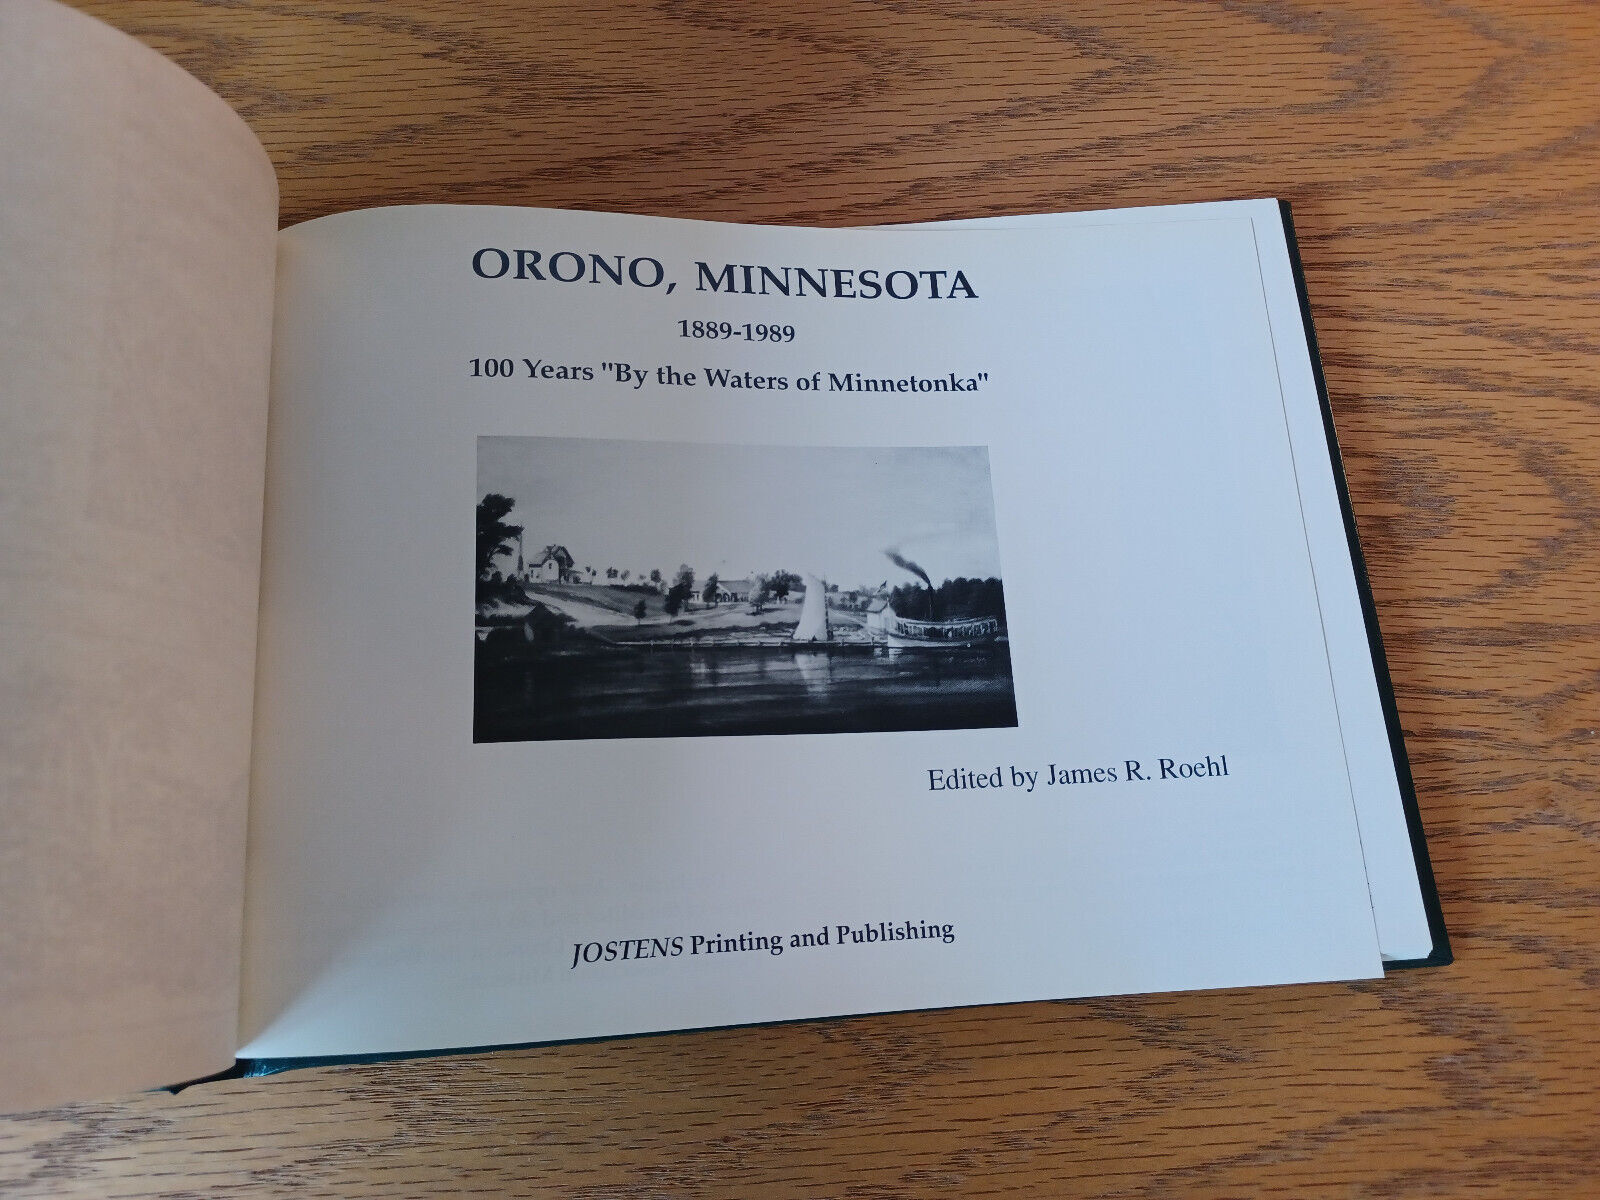 ORONO, MINNESOTA
1889-1989
100 Years "By the Waters of Minnetonka"
Edited by James R. Roehl
JOSTENS Printing and Publishing